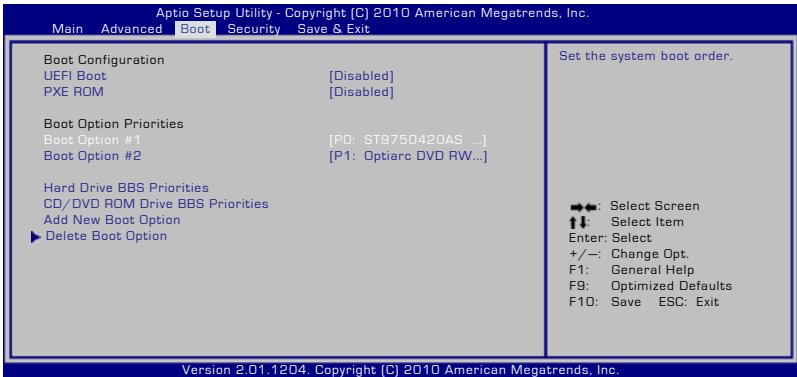 Aptio Setup Utility - Copyright (C) 2010 American Megatrends, Inc.
Main Advanced Boot Security Save & Exit
Boot Configuration
UEFI Boot [Disabled]
PXE ROM [Disabled]
Boot Option Priorities
Boot Option #1 [P0: ST9750420AS ...]
Boot Option #2 [P1: Optiarc DVD RW...]
Hard Drive BBS Priorities
CD/DVD ROM Drive BBS Priorities
Add New Boot Option
Delete Boot Option
Set the system boot order.
→←: Select Screen
↑↓: Select Item
Enter: Select
+/—: Change Opt.
F1: General Help
F9: Optimized Defaults
F10: Save ESC: Exit
Version 2.01.1204. Copyright (C) 2010 American Megatrends, Inc.